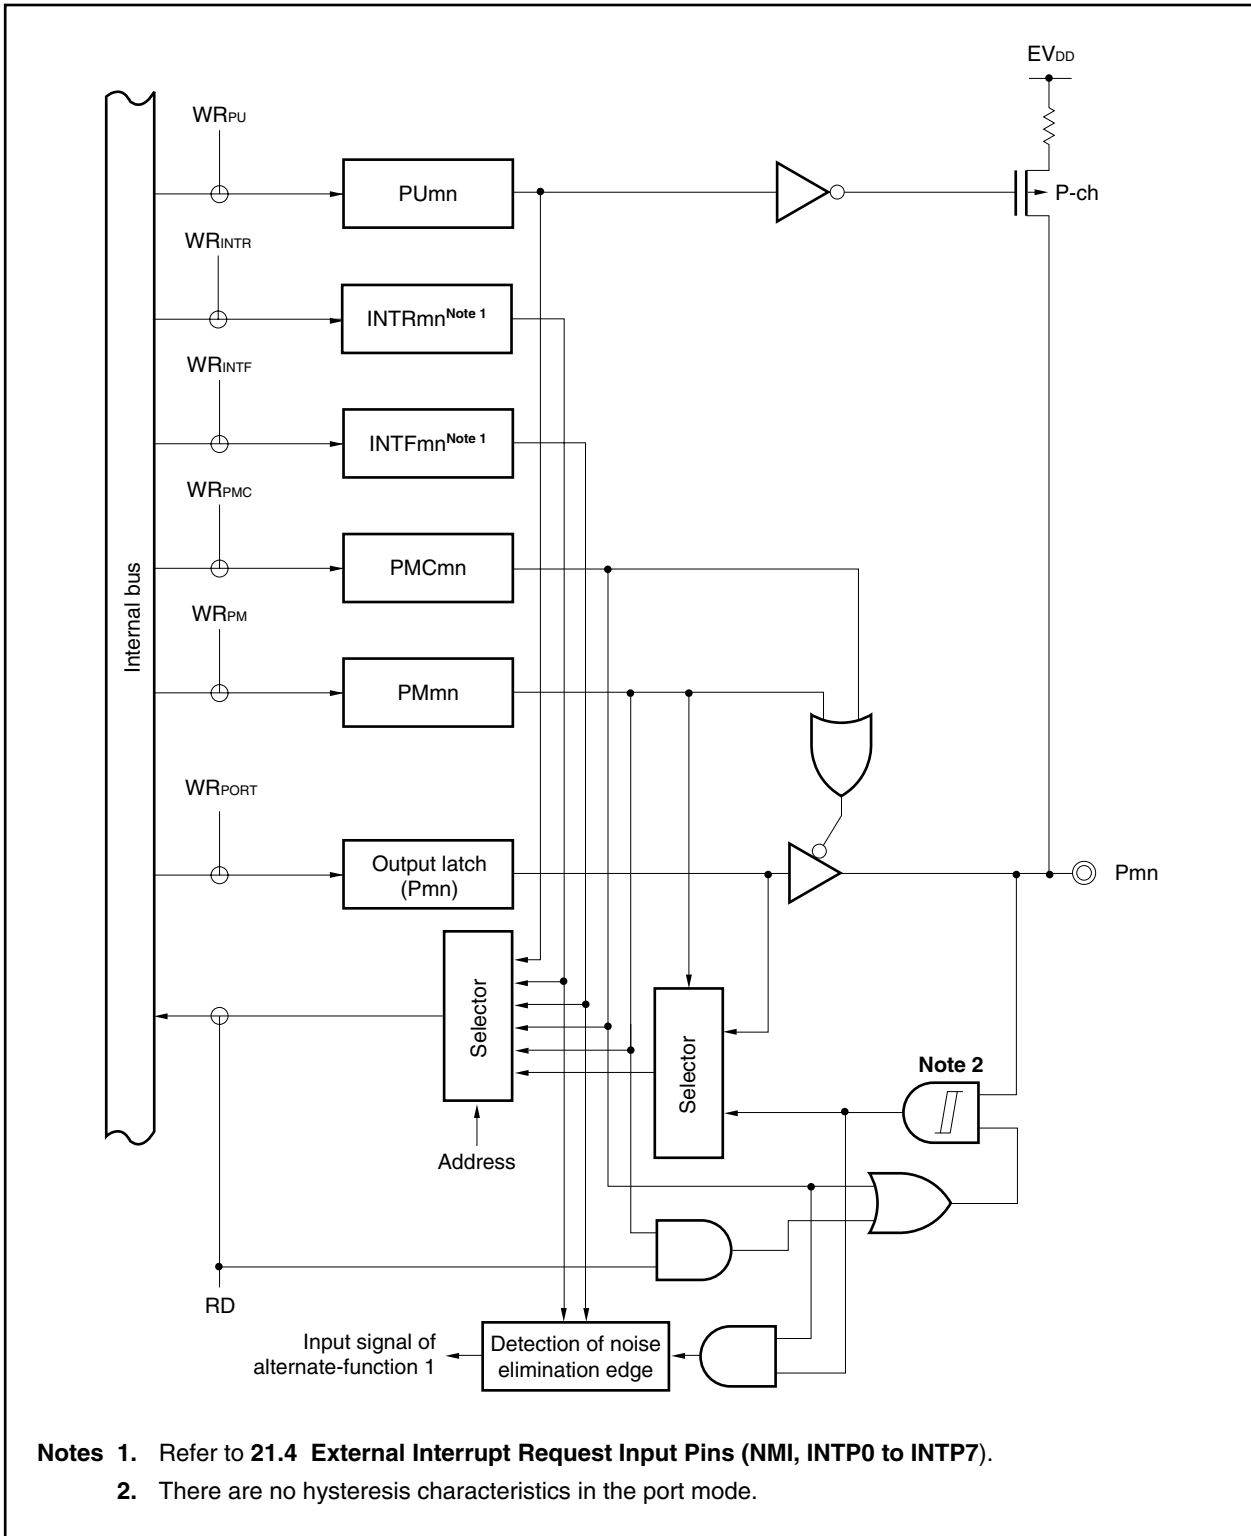 EVDD
WRPU
PUmn
P-ch
WRINTR
INTRmnNote 1
WRINTF
INTFmnNote 1
WRPMC
PMCmn
Internal bus
WRPM
PMmn
WRPORT
Output latch
(Pmn)
Pmn
Selector
Selector
Note 2
Address
RD
Input signal of
alternate-function 1
Detection of noise
elimination edge
Notes 1. Refer to 21.4 External Interrupt Request Input Pins (NMI, INTP0 to INTP7).
2. There are no hysteresis characteristics in the port mode.